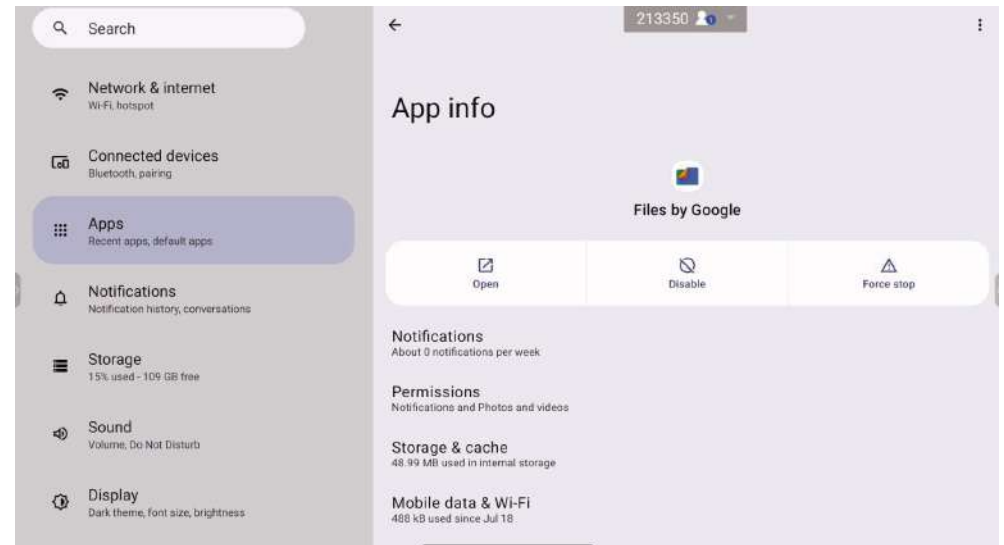 Search
Network & internet
Wi-Fi, hotspot
Connected devices
Bluetooth, pairing
Apps
Recent apps, default apps
Notifications
Notification history, conversations
Storage
15% used - 109 GB free
Sound
Volume, Do Not Disturb
Display
Dark theme, font size, brightness
213350
App info
Files by Google
Open
Disable
Force stop
Notifications
About 0 notifications per week
Permissions
Notifications and Photos and videos
Storage & cache
48.99 MB used in internal storage
Mobile data & Wi-Fi
488 kB used since Jul 18